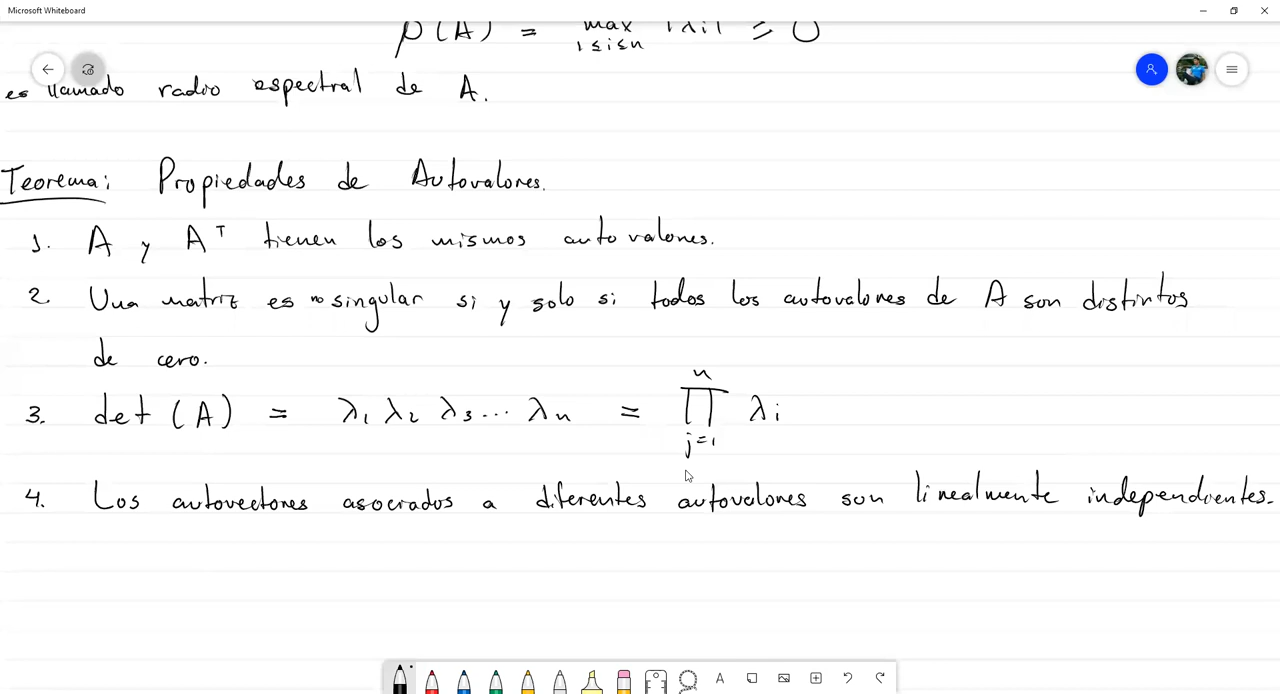 Microsoft Whiteboard
ρ(A) = max |λi| ≥ 0
1≤i≤n
es llamado radio espectral de A.
Teorema: Propiedades de Autovalores.
1. A y Aᵀ tienen los mismos autovalores.
2. Una matriz es no singular si y solo si todos los autovalores de A son distintos
de cero.
3. det (A) = λ₁ λ₂ λ₃ ... λₙ = ∏ⁿⱼ₌₁ λi
4. Los autovectores asociados a diferentes autovalores son linealmente independientes.
A